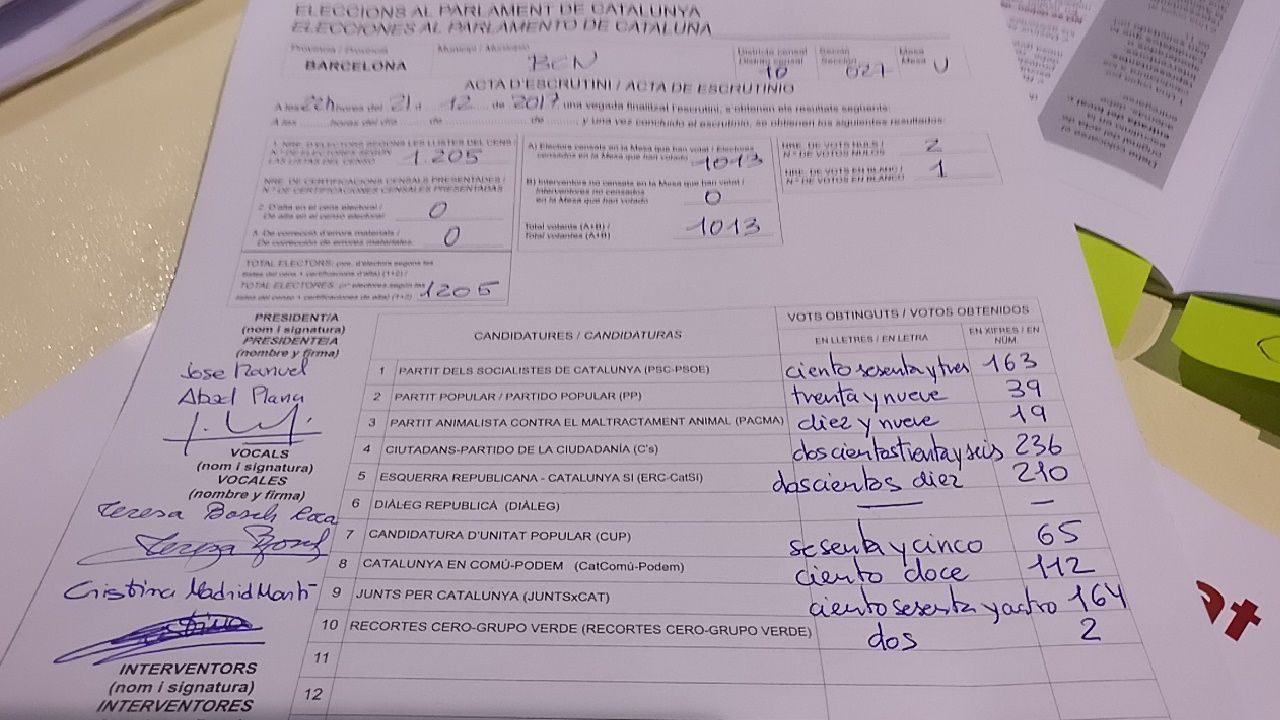 ELECCIONS AL PARLAMENT DE CATALUNYA
ELECCIONES AL PARLAMENTO DE CATALUÑA
Província / Provincia
BARCELONA
Municipi / Municipio
BCN
Districte censal
Distrito censal
10
Secció
Sección
027
Mesa
Mesa
U
ACTA D'ESCRUTINI / ACTA DE ESCRUTINIO
A les 22h hores del 21 d 12 de 2017 una vegada finalitzat l'escrutini, s'obtenen els resultats següents:
A las ........ horas del día ........ de ........ de ........, y una vez concluido el escrutinio, se obtienen los siguientes resultados:
1. NRE. D'ELECTORS SEGONS LES LLISTES DEL CENS /
N.º DE ELECTORES SEGÚN
LAS LISTAS DEL CENSO
1.205
NRE DE CERTIFICACIONS CENSALS PRESENTADES /
N.º DE CERTIFICACIONES CENSALES PRESENTADAS
2. D'alta en el cens electoral /
De alta en el censo electoral
0
3. De correcció d'errors materials /
De corrección de errores materiales
0
TOTAL ELECTORS: (nre. d'electors segons les
llistes del cens + certificacions d'alta) (1+2) /
TOTAL ELECTORES: (n.º electores según las
listas del censo + certificaciones de alta) (1+2)
1205
A) Electors censats en la Mesa que han votat / Electores
censados en la Mesa que han votado
1013
B) Interventors no censats en la Mesa que han votat /
Interventores no censados
en la Mesa que han votado
0
Total votants (A+B) /
Total votantes (A+B)
1013
NRE. DE VOTS NULS /
N.º DE VOTOS NULOS
2
NRE. DE VOTS EN BLANC /
N.º DE VOTOS EN BLANCO
1
PRESIDENT/A
(nom i signatura)
PRESIDENTE/A
(nombre y firma)
Jose Manuel
Abad Plana
VOCALS
(nom i signatura)
VOCALES
(nombre y firma)
Teresa Bosch Roca
Teresa Bosch
Cristina Madrid Martí
INTERVENTORS
(nom i signatura)
INTERVENTORES
CANDIDATURES / CANDIDATURAS
VOTS OBTINGUTS / VOTOS OBTENIDOS
EN LLETRES / EN LETRA
EN XIFRES / EN NÚM.
1 PARTIT DELS SOCIALISTES DE CATALUNYA (PSC-PSOE) ciento sesenta y tres 163
2 PARTIT POPULAR / PARTIDO POPULAR (PP) trenta y nueve 39
3 PARTIT ANIMALISTA CONTRA EL MALTRACTAMENT ANIMAL (PACMA) diez y nueve 19
4 CIUTADANS-PARTIDO DE LA CIUDADANÍA (C's) doscientos trienta y seis 236
5 ESQUERRA REPUBLICANA - CATALUNYA SI (ERC-CatSI) doscientos diez 210
6 DIÀLEG REPUBLICÀ (DIÀLEG) — —
7 CANDIDATURA D'UNITAT POPULAR (CUP) sesenta y cinco 65
8 CATALUNYA EN COMÚ-PODEM (CatComú-Podem) ciento doce 112
9 JUNTS PER CATALUNYA (JUNTSxCAT) ciento sesenta y catro 164
10 RECORTES CERO-GRUPO VERDE (RECORTES CERO-GRUPO VERDE) dos 2
11
12